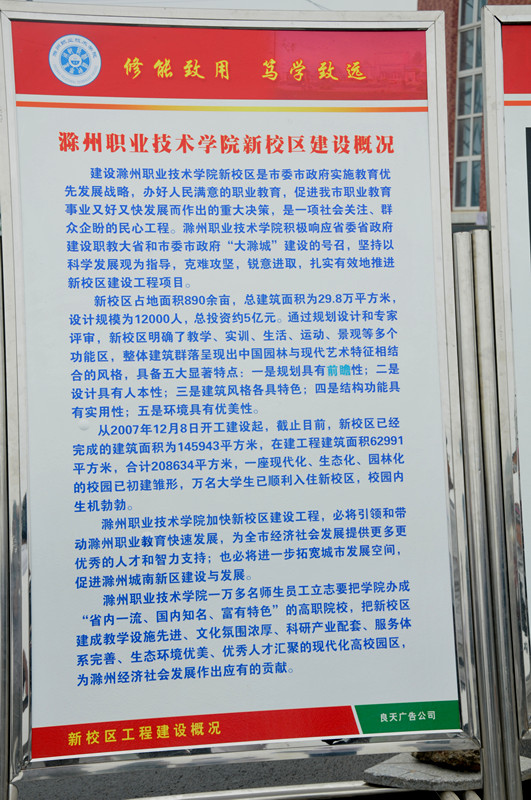 修能致用 笃学致远
滁州职业技术学院新校区建设概况
建设滁州职业技术学院新校区是市委市政府实施教育优
先发展战略，办好人民满意的职业教育，促进我市职业教育
事业又好又快发展而作出的重大决策，是一项社会关注、群
众企盼的民心工程。滁州职业技术学院积极响应省委省政府
建设职教大省和市委市政府“大滁城”建设的号召，坚持以
科学发展观为指导，克难攻坚，锐意进取，扎实有效地推进
新校区建设工程项目。
新校区占地面积890余亩，总建筑面积为29.8万平方米，
设计规模为12000人，总投资约5亿元。通过规划设计和专家
评审，新校区明确了教学、实训、生活、运动、景观等多个
功能区，整体建筑群落呈现出中国园林与现代艺术特征相结
合的风格，具备五大显著特点：一是规划具有前瞻性；二是
设计具有人本性；三是建筑风格各具特色；四是结构功能具
有实用性；五是环境具有优美性。
从2007年12月8日开工建设起，截止目前，新校区已经
完成的建筑面积为145943平方米，在建工程建筑面积62991
平方米，合计208634平方米，一座现代化、生态化、园林化
的校园已初建雏形，万名大学生已顺利入住新校区，校园内
生机勃勃。
滁州职业技术学院加快新校区建设工程，必将引领和带
动滁州职业教育快速发展，为全市经济社会发展提供更多更
优秀的人才和智力支持；也必将进一步拓宽城市发展空间，
促进滁州城南新区建设与发展。
滁州职业技术学院一万多名师生员工立志要把学院办成
“省内一流、国内知名、富有特色”的高职院校，把新校区
建成教学设施先进、文化氛围浓厚、科研产业配套、服务体
系完善、生态环境优美、优秀人才汇聚的现代化高校园区，
为滁州经济社会发展作出应有的贡献。
新校区工程建设概况
良天广告公司